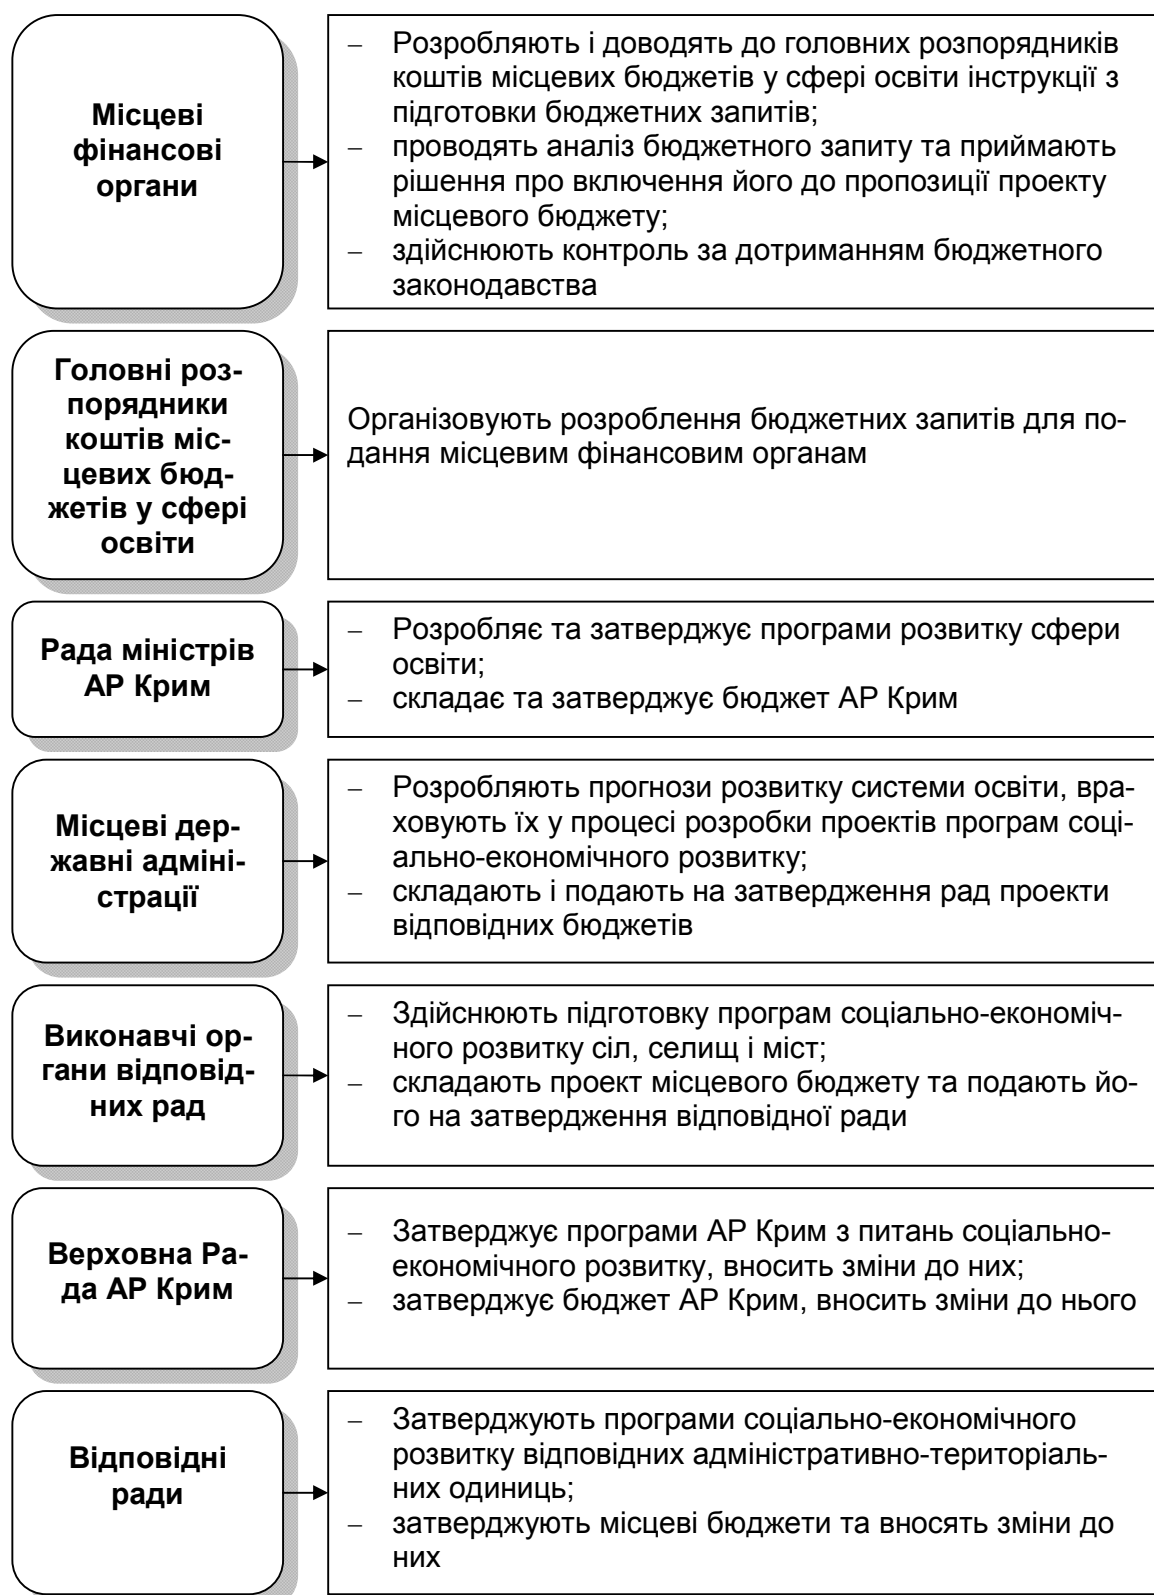 Місцеві
фінансові
органи
– Розробляють і доводять до головних розпорядників
коштів місцевих бюджетів у сфері освіти інструкції з
підготовки бюджетних запитів;
– проводять аналіз бюджетного запиту та приймають
рішення про включення його до пропозиції проекту
місцевого бюджету;
– здійснюють контроль за дотриманням бюджетного
законодавства
Головні роз-
порядники
коштів міс-
цевих бюд-
жетів у сфері
освіти
Організовують розроблення бюджетних запитів для по-
дання місцевим фінансовим органам
Рада міністрів
АР Крим
– Розробляє та затверджує програми розвитку сфери
освіти;
– складає та затверджує бюджет АР Крим
Місцеві дер-
жавні адміні-
страції
– Розробляють прогнози розвитку системи освіти, вра-
ховують їх у процесі розробки проектів програм соці-
ально-економічного розвитку;
– складають і подають на затвердження рад проекти
відповідних бюджетів
Виконавчі ор-
гани відповід-
них рад
– Здійснюють підготовку програм соціально-економіч-
ного розвитку сіл, селищ і міст;
– складають проект місцевого бюджету та подають йо-
го на затвердження відповідної ради
Верховна Ра-
да АР Крим
– Затверджує програми АР Крим з питань соціально-
економічного розвитку, вносить зміни до них;
– затверджує бюджет АР Крим, вносить зміни до нього
Відповідні
ради
– Затверджують програми соціально-економічного
розвитку відповідних адміністративно-територіаль-
них одиниць;
– затверджують місцеві бюджети та вносять зміни до
них